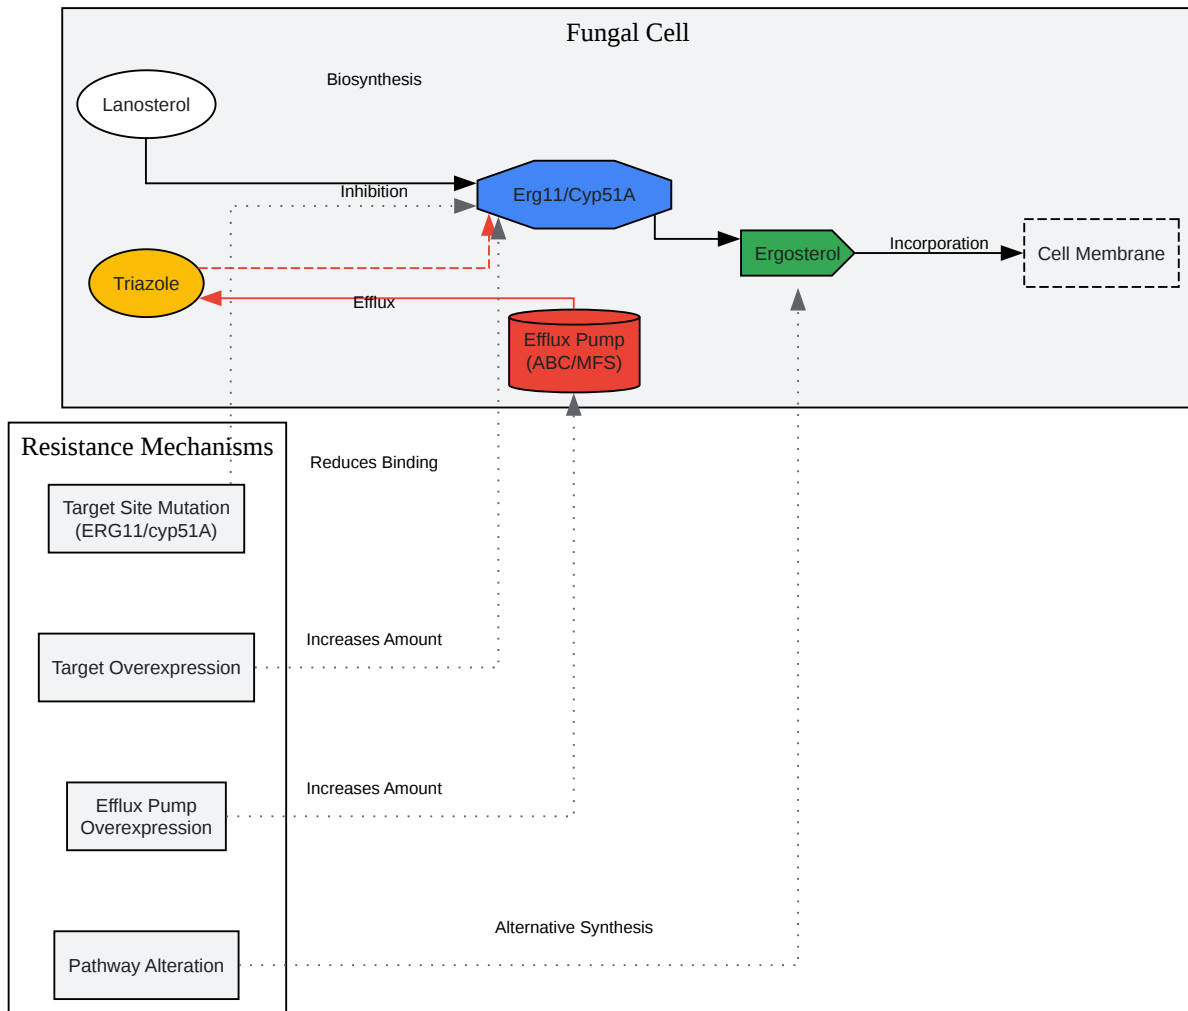 Fungal Cell
Biosynthesis
Lanosterol
Inhibition
Erg11/Cyp51A
Incorporation
Ergosterol
Cell Membrane
Triazole
Efflux
Efflux Pump
(ABC/MFS)
Resistance Mechanisms
Reduces Binding
Target Site Mutation
(ERG11/cyp51A)
Increases Amount
Target Overexpression
Increases Amount
Efflux Pump
Overexpression
Alternative Synthesis
Pathway Alteration